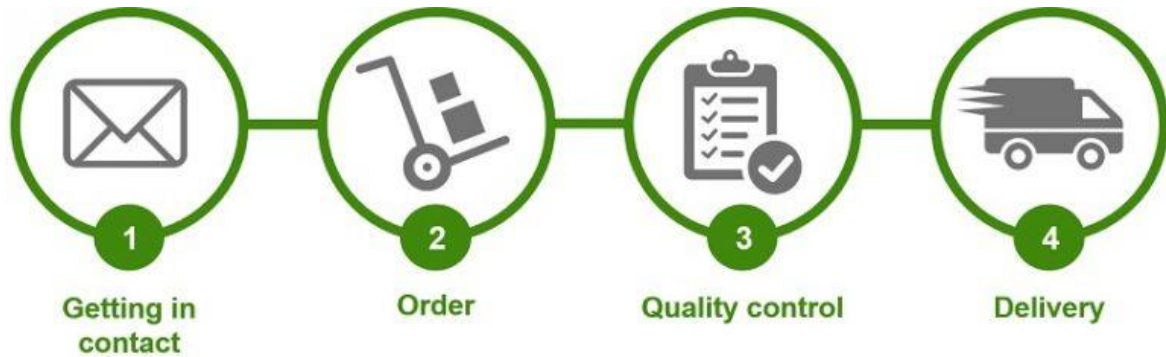 1
2
3
4
Getting in
contact
Order
Quality control
Delivery